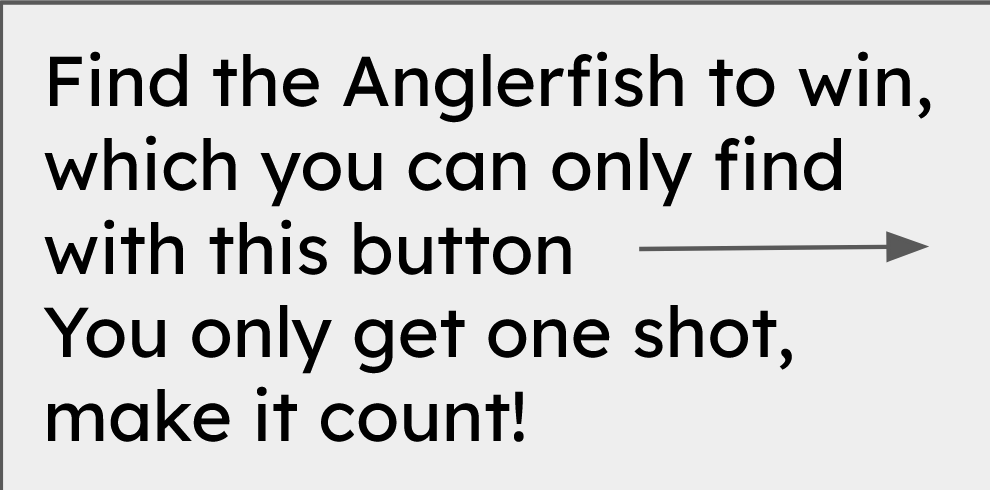 Find the Anglerfish to win,
which you can only find
with this button
You only get one shot,
make it count!